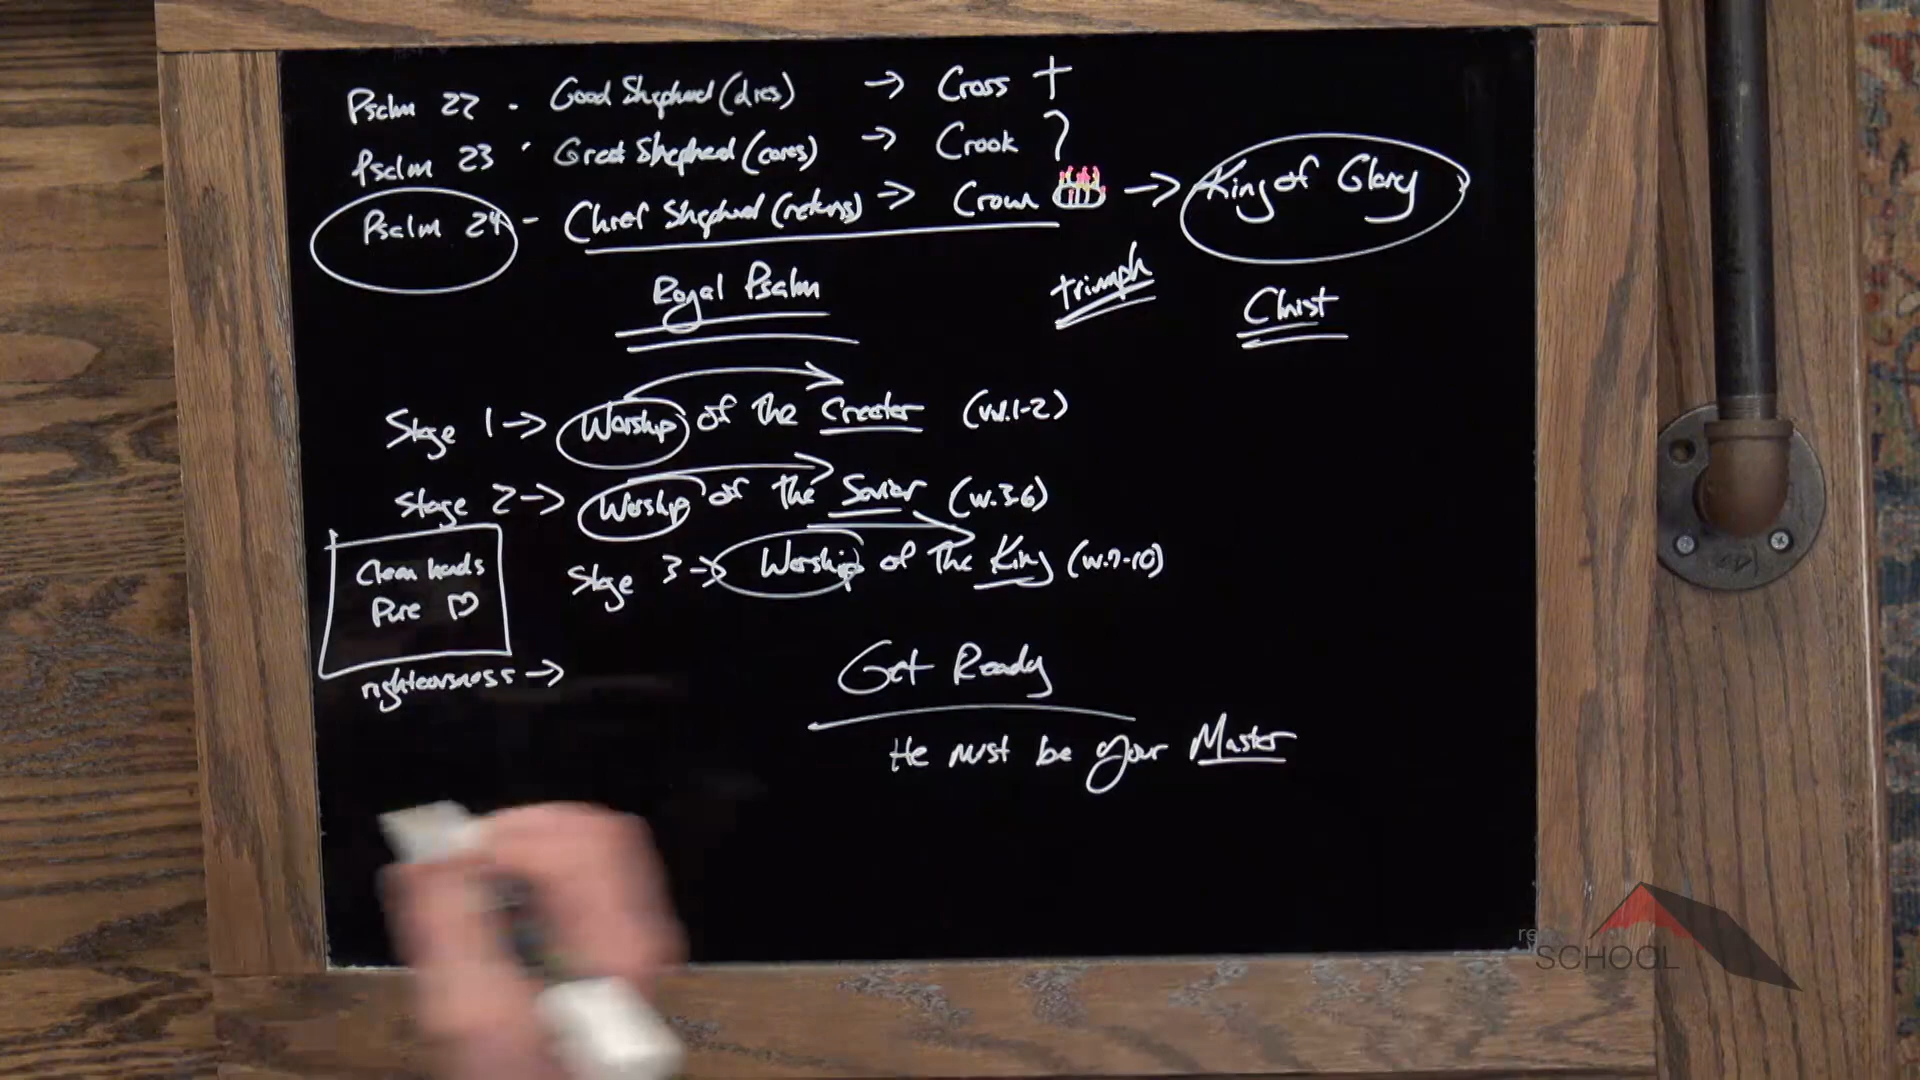 Psalm 22 - Good Shepherd (dies) → Cross
Psalm 23 - Great Shepherd (cares) → Crook
Psalm 24 - Chief Shepherd (returns) → Crown → King of Glory
Royal Psalm
triumph
Christ
Stage 1 → Worship of the Creator (vv.1-2)
Stage 2 → Worship of the Savior (vv.3-6)
Stage 3 → Worship of the King (vv.7-10)
Clean hands
Pure ♡
righteousness →
Get Ready
He must be your Master
SCHOOL